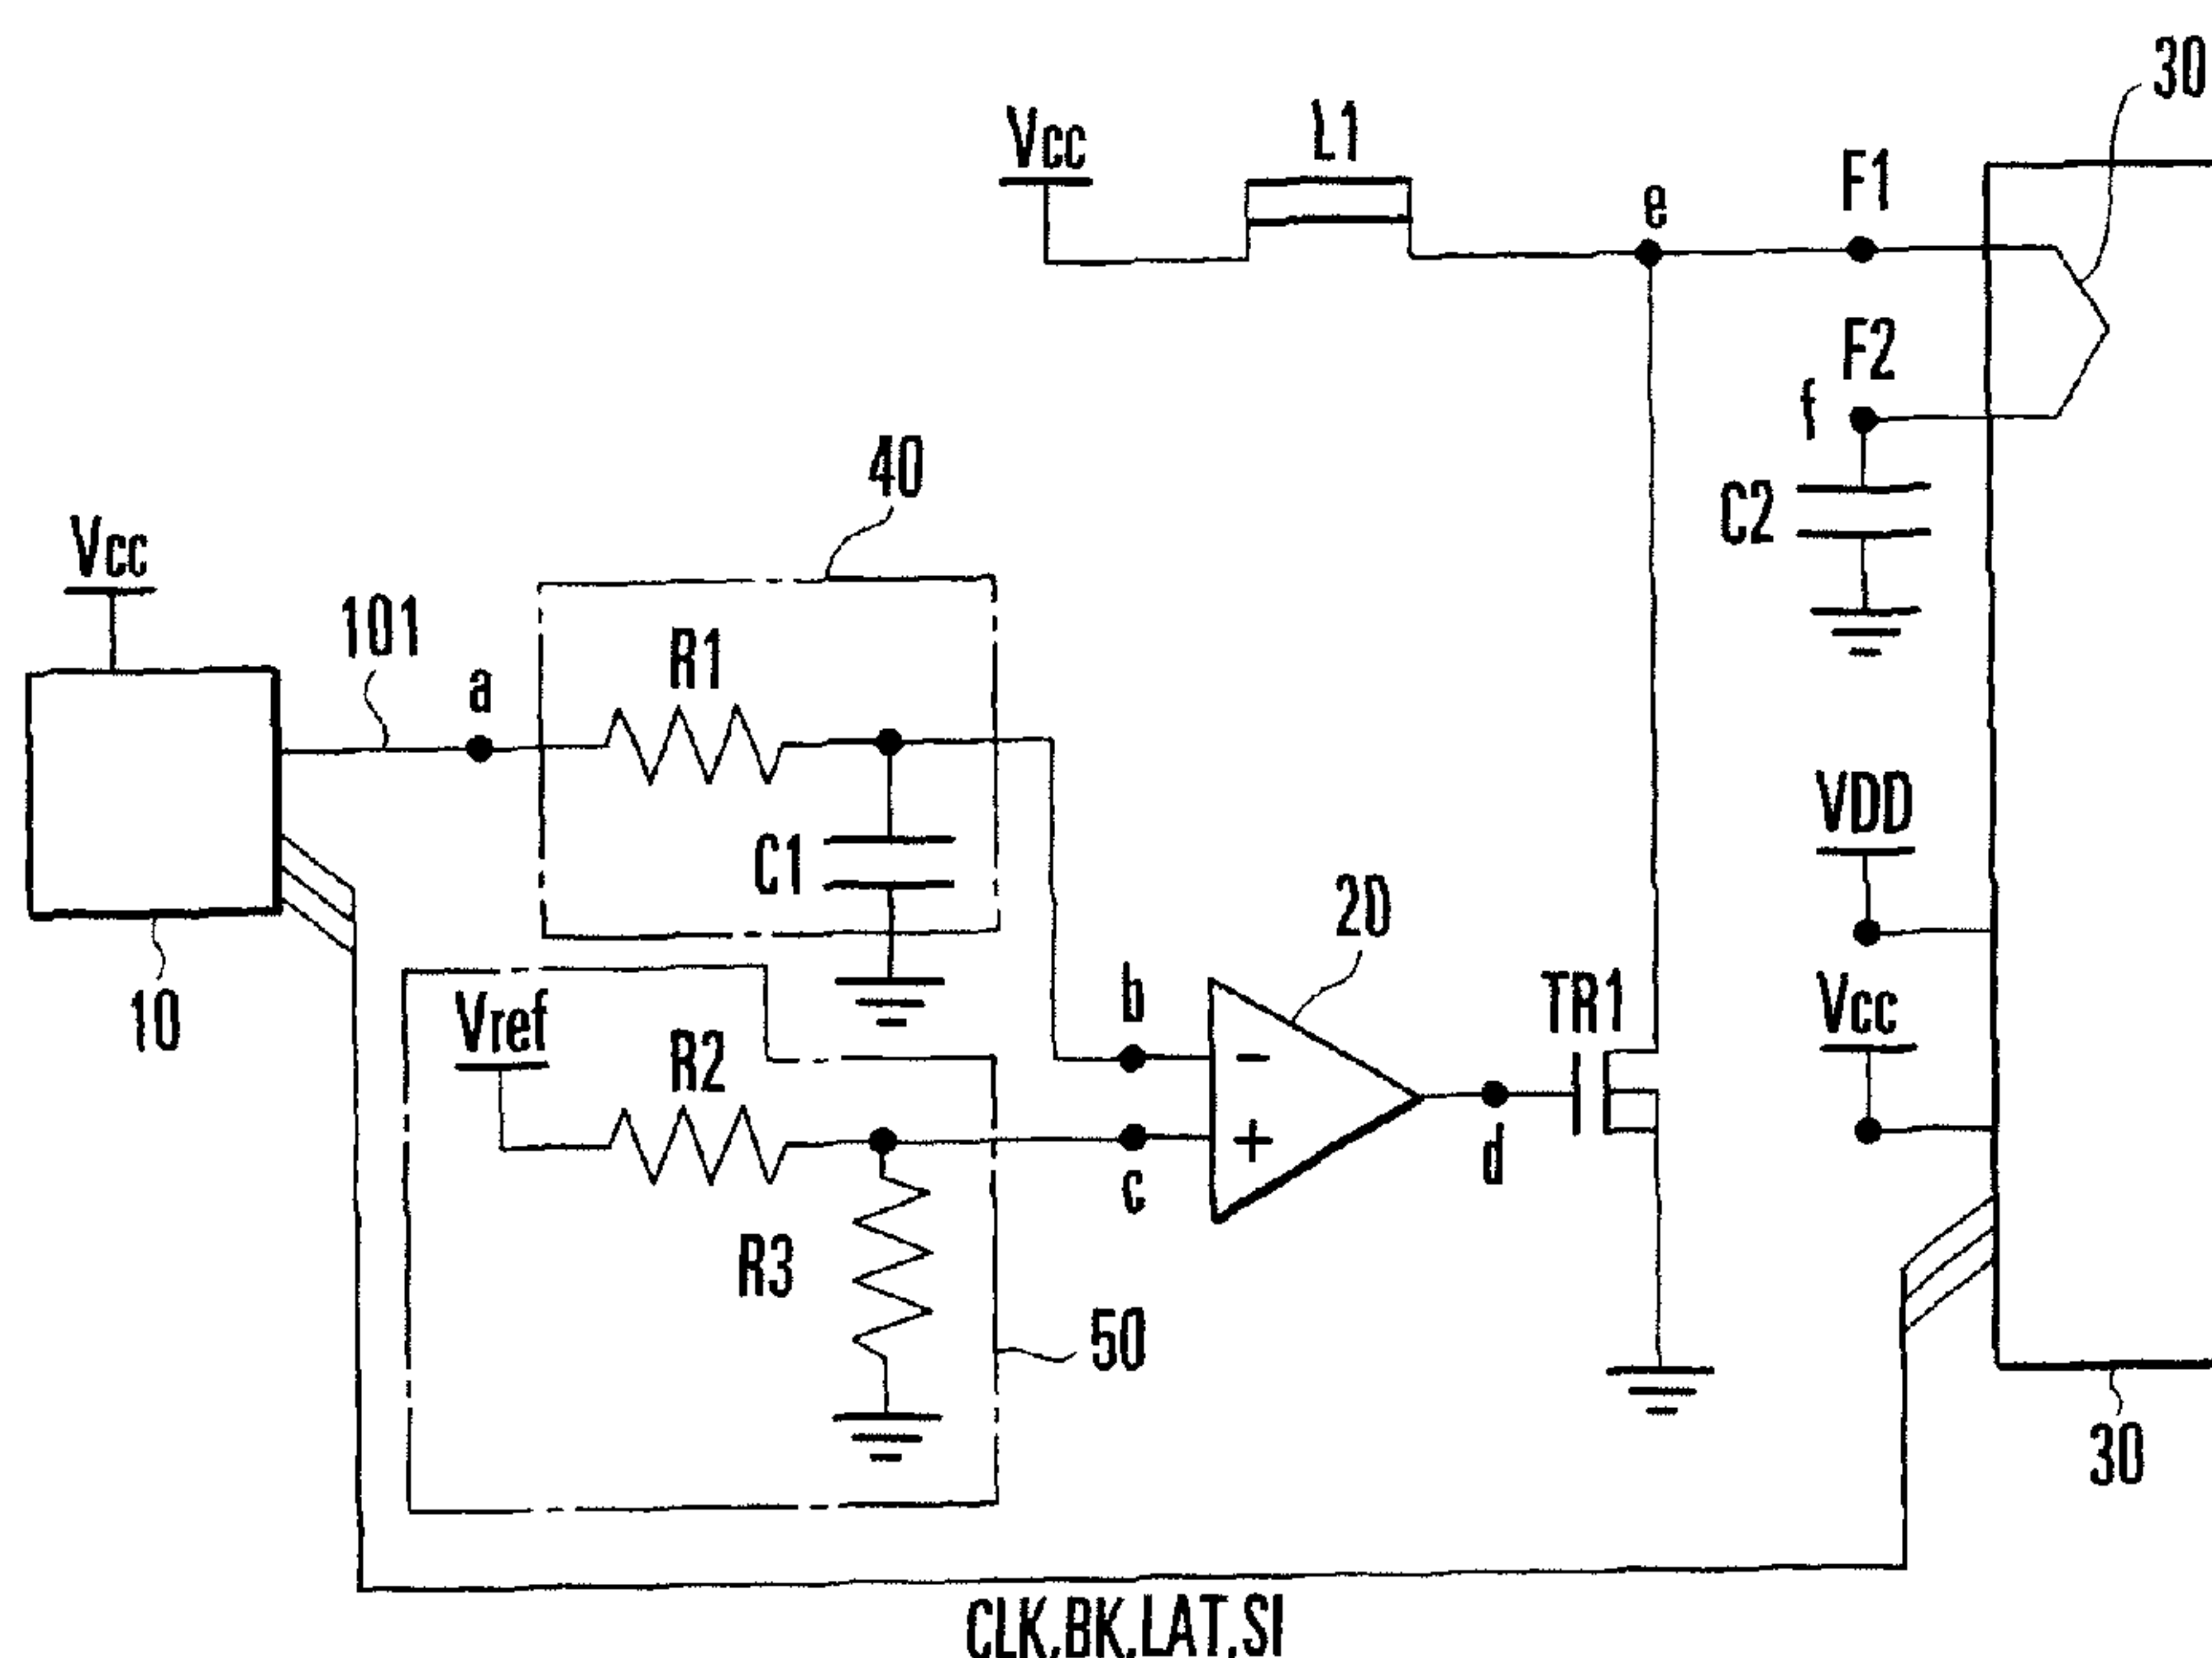 30
Vcc
L1
e
F1
F2
f
C2
40
Vcc
101
a
R1
C1
10
Vref
R2
R3
50
b
c
-
+
20
d
TR1
VDD
Vcc
30
CLK,BK,LAT,SI